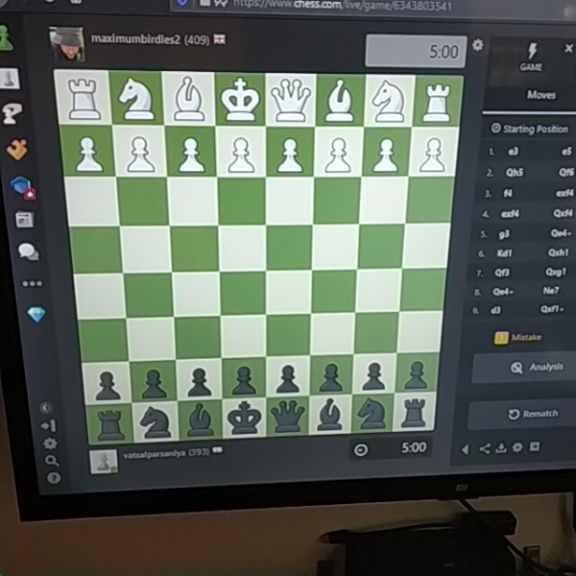 https://www.chess.com/live/game/6343803541
maximumbirdies2 (409)
5:00
GAME
Moves
Starting Position
1. e3 e5
2. Qh5 Qf6
3. f4 exf4
4. exf4 Qxf4
5. g3 Qe4+
6. Kd1 Qxh1
7. Qf3 Qxg1
8. Qe4+ Ne7
9. d3 Qxf1+
Mistake
Analysis
Rematch
vatsalparsaniya (393)
5:00